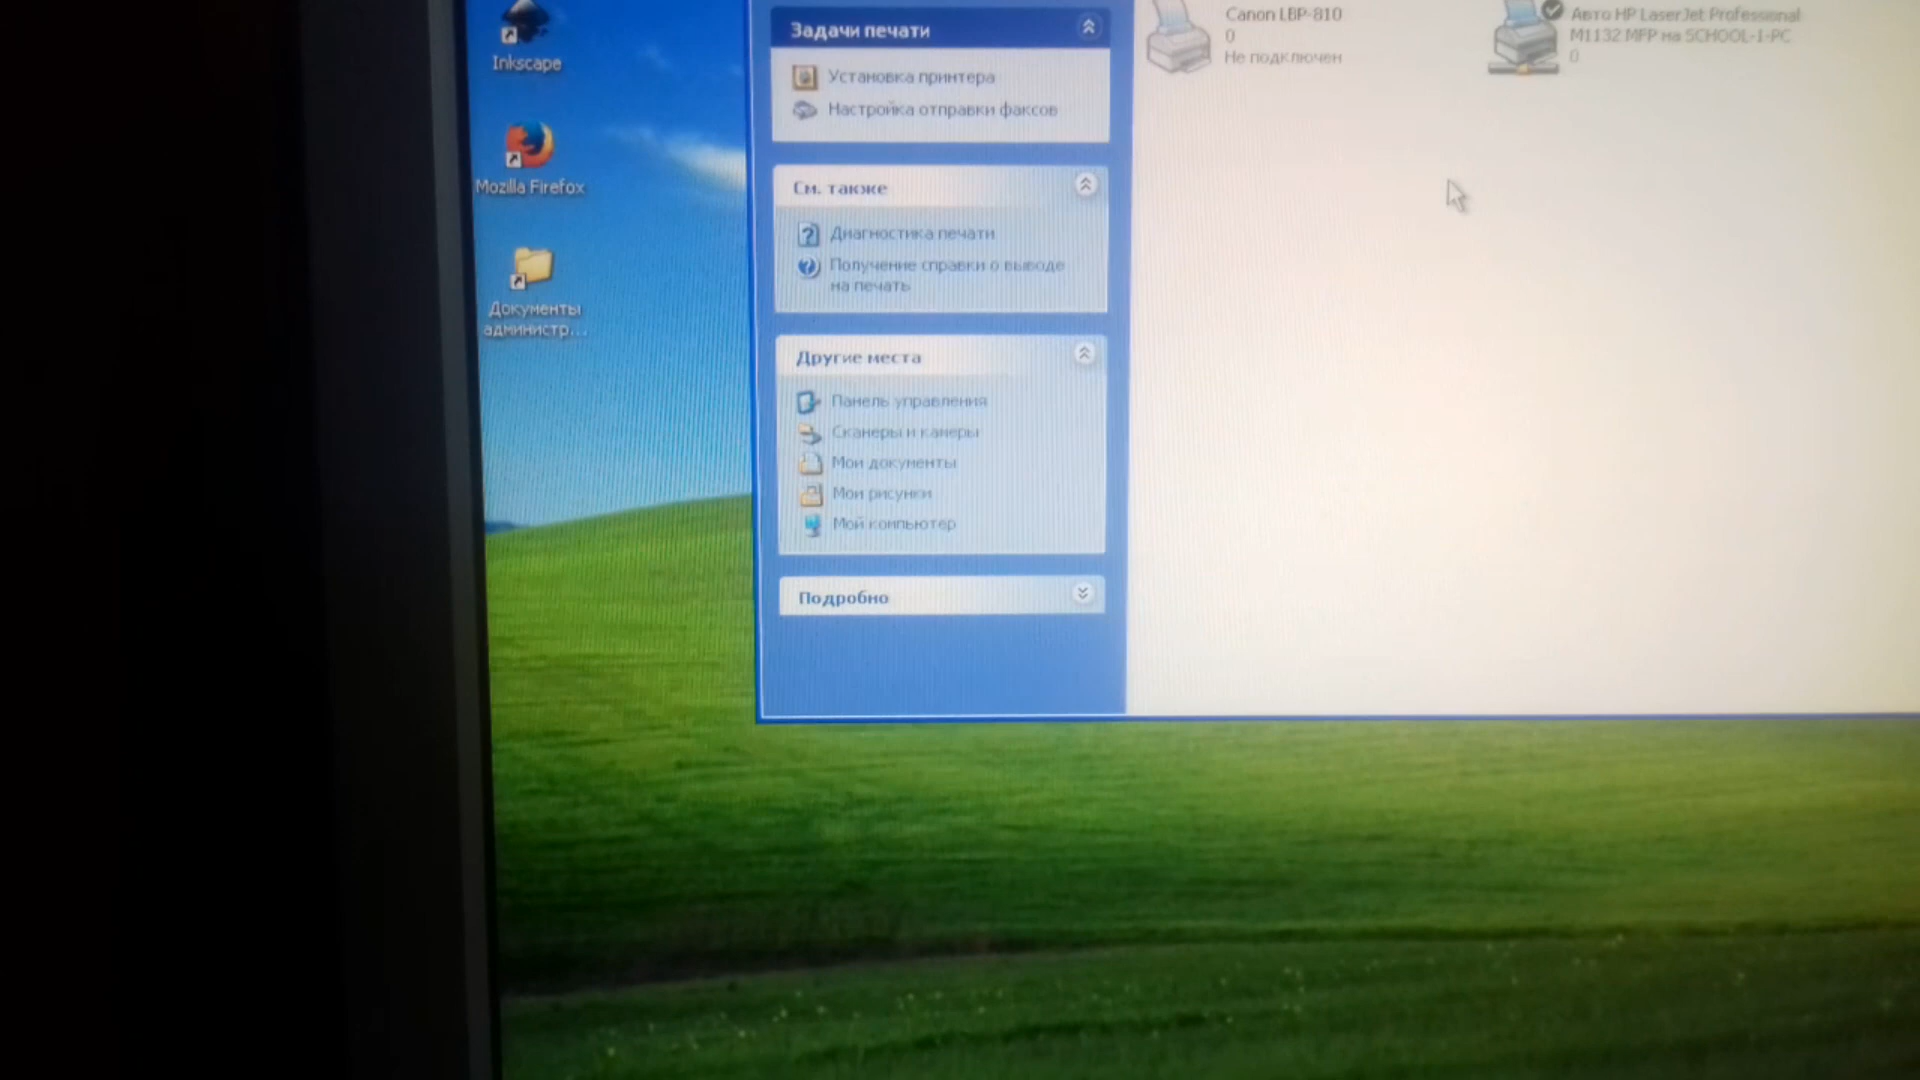 Inkscape
Mozilla Firefox
Документы
администр...
Задачи печати
Установка принтера
Настройка отправки факсов
См. также
Диагностика печати
Получение справки о выводе
на печать
Другие места
Панель управления
Сканеры и камеры
Мои документы
Мои рисунки
Мой компьютер
Подробно
Canon LBP-810
0
Не подключен
Авто HP LaserJet Professional
M1132 MFP на SCHOOL-1-PC
0